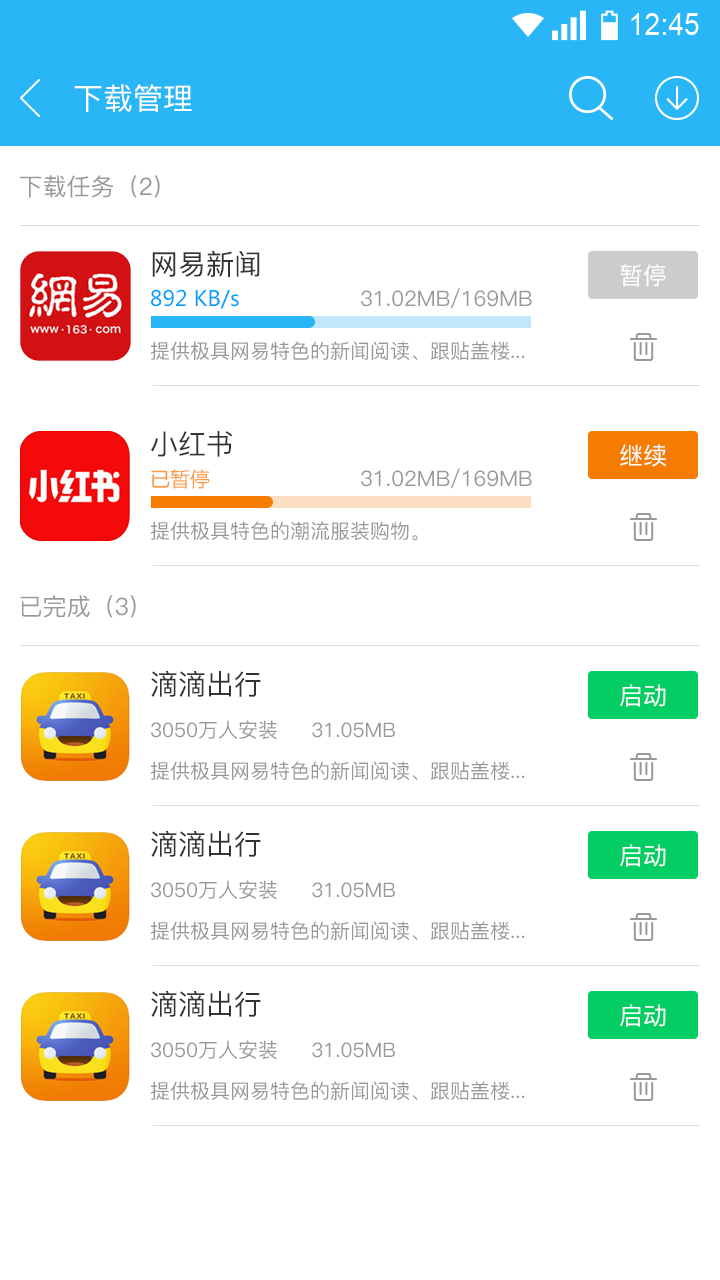 12:45
下载管理
下载任务（2）
網易
www·163·com
网易新闻
暂停
892 KB/s 31.02MB/169MB
提供极具网易特色的新闻阅读、跟贴盖楼...
小红书
小红书
继续
已暂停 31.02MB/169MB
提供极具特色的潮流服装购物。
已完成（3）
TAXI
滴滴出行
启动
3050万人安装 31.05MB
提供极具网易特色的新闻阅读、跟贴盖楼...
TAXI
滴滴出行
启动
3050万人安装 31.05MB
提供极具网易特色的新闻阅读、跟贴盖楼...
TAXI
滴滴出行
启动
3050万人安装 31.05MB
提供极具网易特色的新闻阅读、跟贴盖楼...